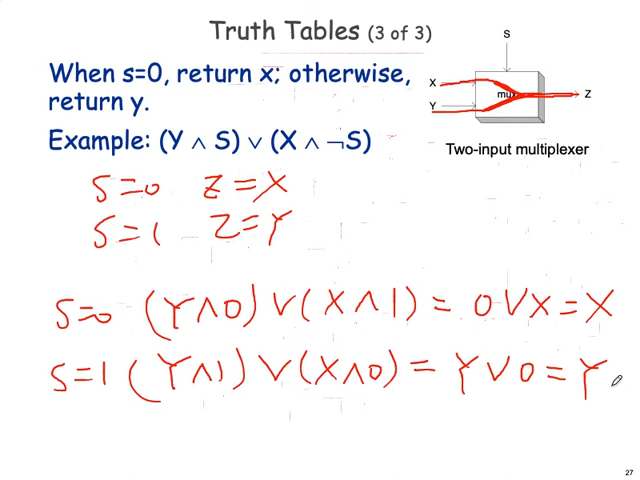 Truth Tables (3 of 3)
When s=0, return x; otherwise,
return y.
Example: (Y ∧ S) ∨ (X ∧ ¬S)
S
X
Y
mux
Z
Two-input multiplexer
S=0 Z=X
S=1 Z=Y
S=0 (Y∧0) ∨ (X∧1) = 0∨X = X
S=1 (Y∧1) ∨ (X∧0) = Y∨0 = Y
27